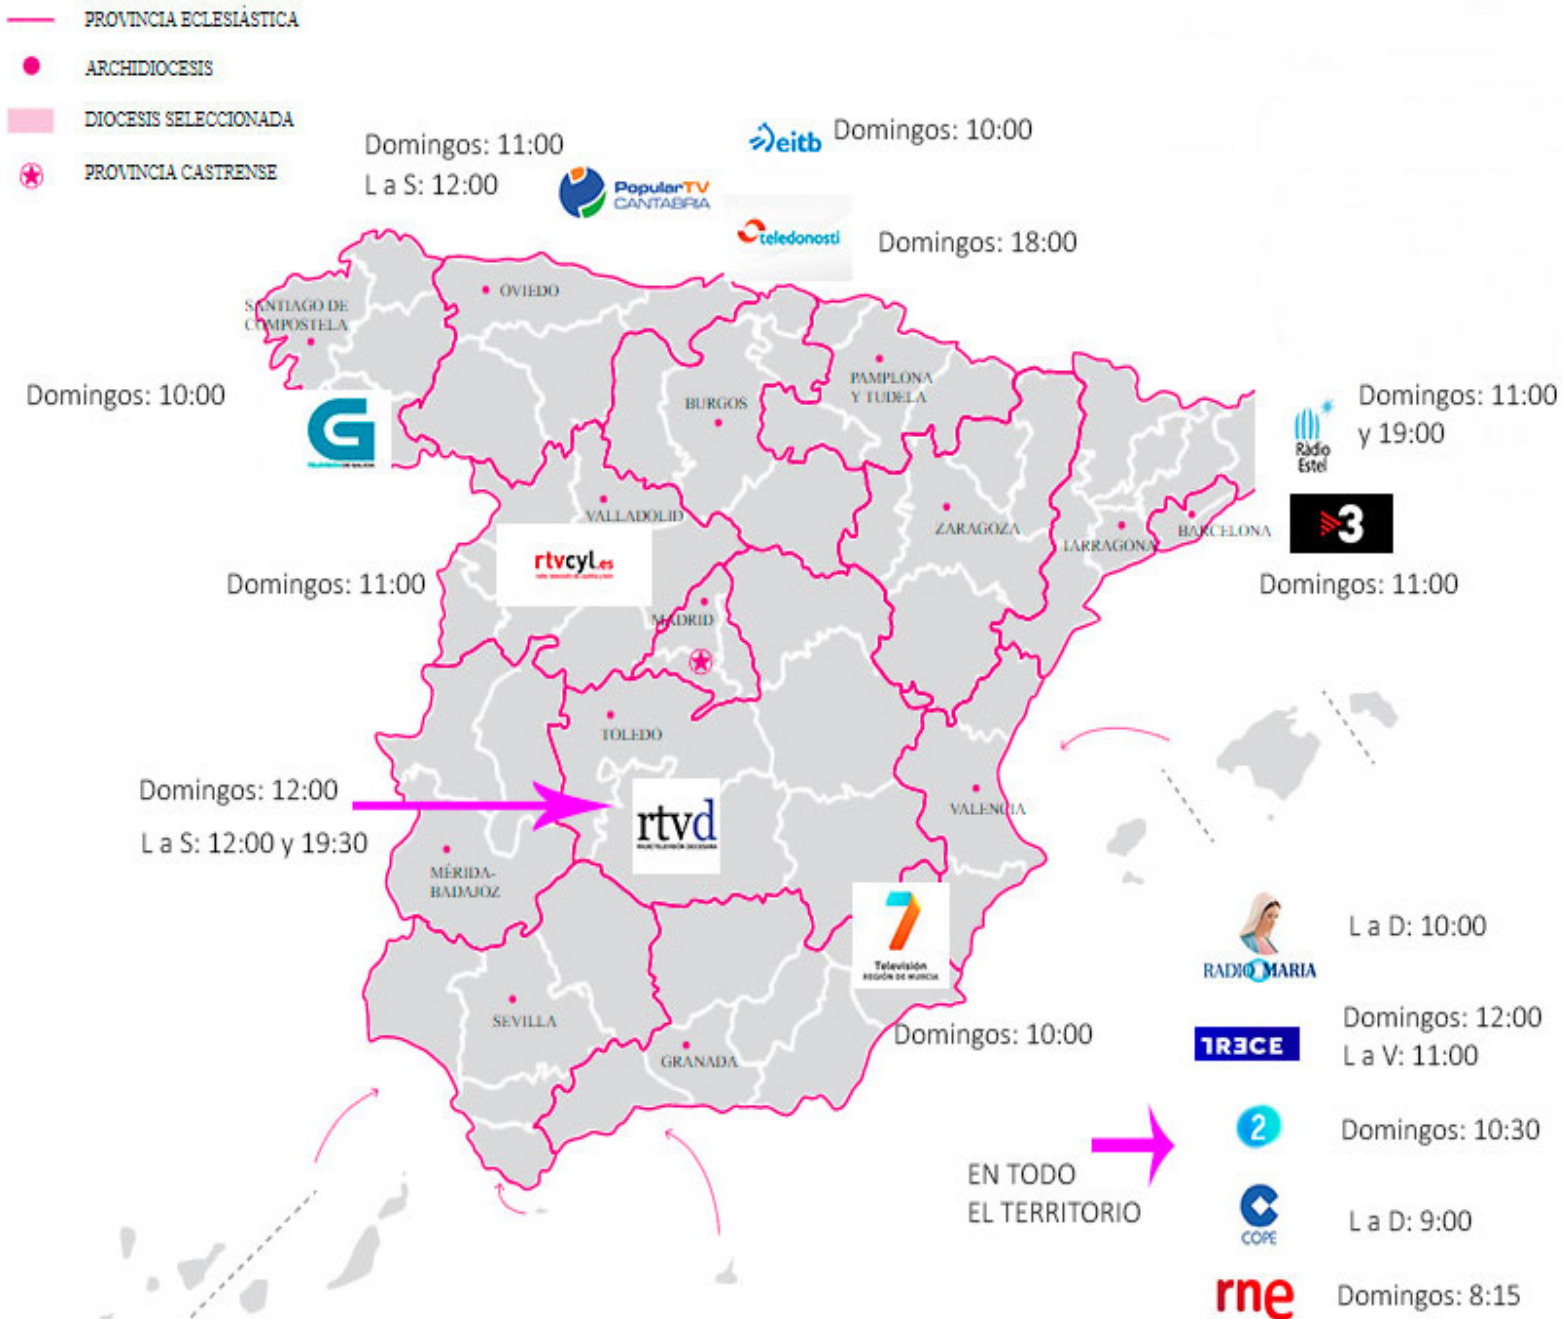 PROVINCIA ECLESIÁSTICA
ARCHIDIOCESIS
DIOCESIS SELECCIONADA
PROVINCIA CASTRENSE
Domingos: 11:00
L a S: 12:00
PopularTV
CANTABRIA
eitb
Domingos: 10:00
teledonosti
Domingos: 18:00
OVIEDO
SANTIAGO DE
COMPOSTELA
Domingos: 10:00
G
PAMPLONA
Y TUDELA
BURGOS
Domingos: 11:00
y 19:00
Ràdio
Estel
VALLADOLID
ZARAGOZA
TARRAGONA
BARCELONA
3
Domingos: 11:00
rtvcyl.es
Domingos: 11:00
MADRID
TOLEDO
Domingos: 12:00
L a S: 12:00 y 19:30
rtvd
VALENCIA
MÉRIDA-
BADAJOZ
7
Televisión
REGIÓN DE MURCIA
Domingos: 10:00
SEVILLA
GRANADA
RADIO MARIA
L a D: 10:00
TRECE
Domingos: 12:00
L a V: 11:00
EN TODO
EL TERRITORIO
2
Domingos: 10:30
COPE
L a D: 9:00
rne
Domingos: 8:15